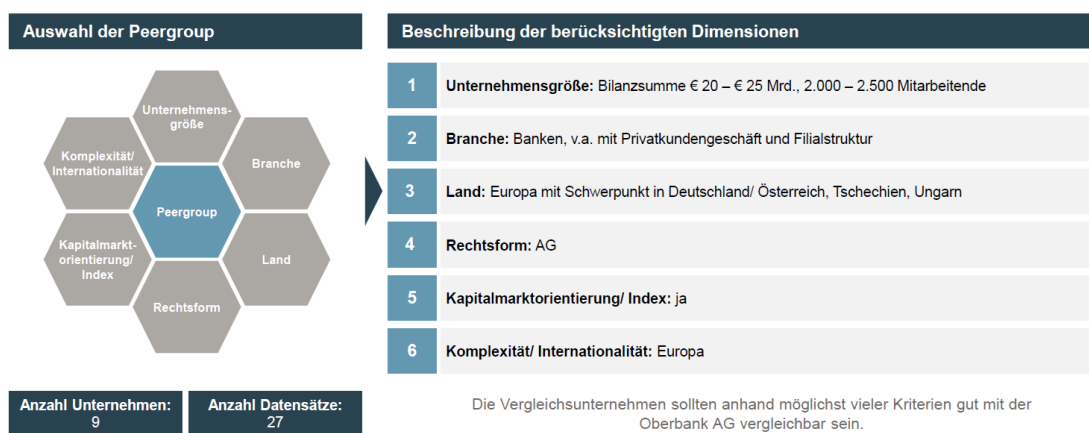 Auswahl der Peergroup
Unternehmens-
größe
Komplexität/
Internationalität
Branche
Peergroup
Kapitalmarkt-
orientierung/
Index
Land
Rechtsform
Anzahl Unternehmen:
9
Anzahl Datensätze:
27
Beschreibung der berücksichtigten Dimensionen
1 Unternehmensgröße: Bilanzsumme € 20 – € 25 Mrd., 2.000 – 2.500 Mitarbeitende
2 Branche: Banken, v.a. mit Privatkundengeschäft und Filialstruktur
3 Land: Europa mit Schwerpunkt in Deutschland/ Österreich, Tschechien, Ungarn
4 Rechtsform: AG
5 Kapitalmarktorientierung/ Index: ja
6 Komplexität/ Internationalität: Europa
Die Vergleichsunternehmen sollten anhand möglichst vieler Kriterien gut mit der
Oberbank AG vergleichbar sein.